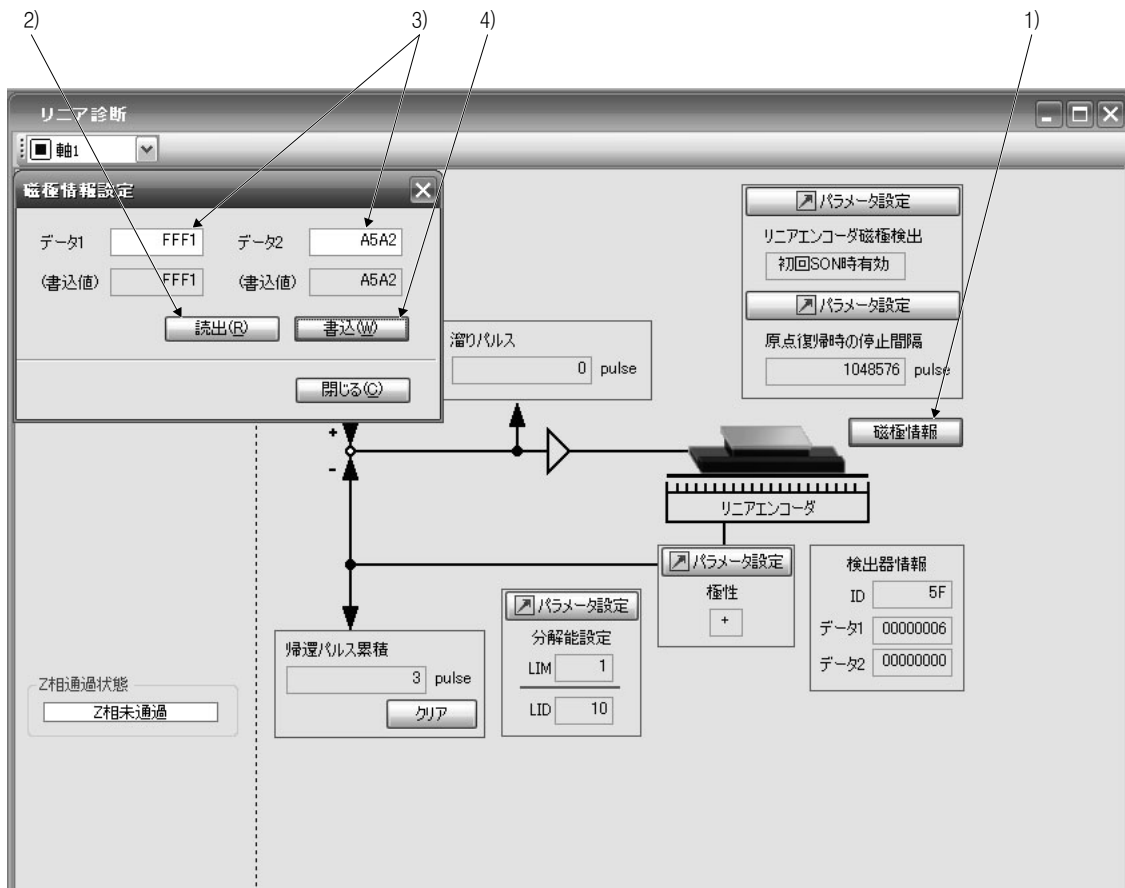 2)
3)
4)
1)
リニア診断
軸1
磁極情報設定
データ1 FFF1 データ2 A5A2
(書込値) FFF1 (書込値) A5A2
読出(R) 書込(W)
閉じる(C)
溜りパルス
0 pulse
パラメータ設定
リニアエンコーダ磁極検出
初回SON時有効
パラメータ設定
原点復帰時の停止間隔
1048576 pulse
磁極情報
+
-
リニアエンコーダ
パラメータ設定
極性
+
検出器情報
ID 5F
データ1 00000006
データ2 00000000
パラメータ設定
分解能設定
LIM 1
LID 10
帰還パルス累積
3 pulse
クリア
Z相通過状態
Z相未通過